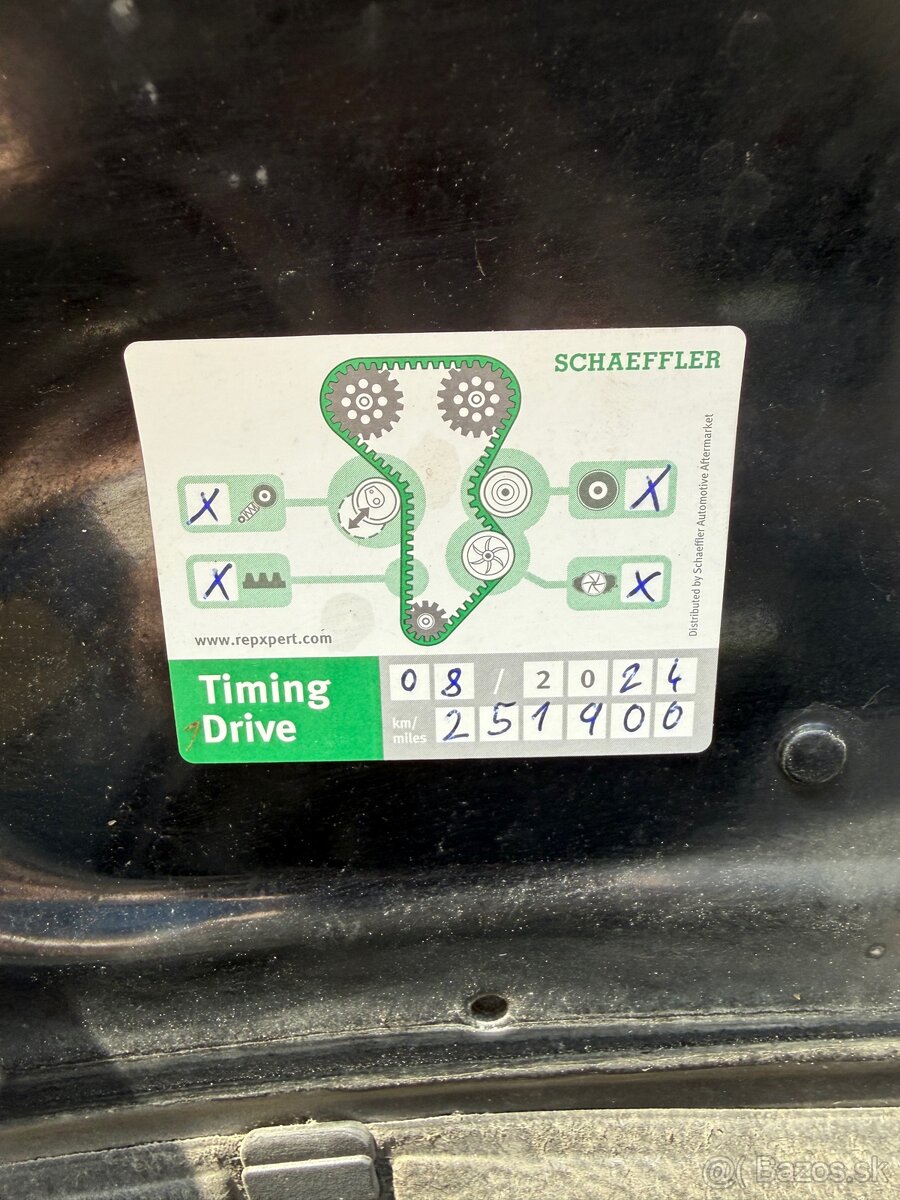 SCHAEFFLER
Distributed by Schaeffler Automotive Aftermarket
X
X
X
X
www.repxpert.com
Timing
Drive
08 / 2024
km/
miles
251900
@( Bazos.sk